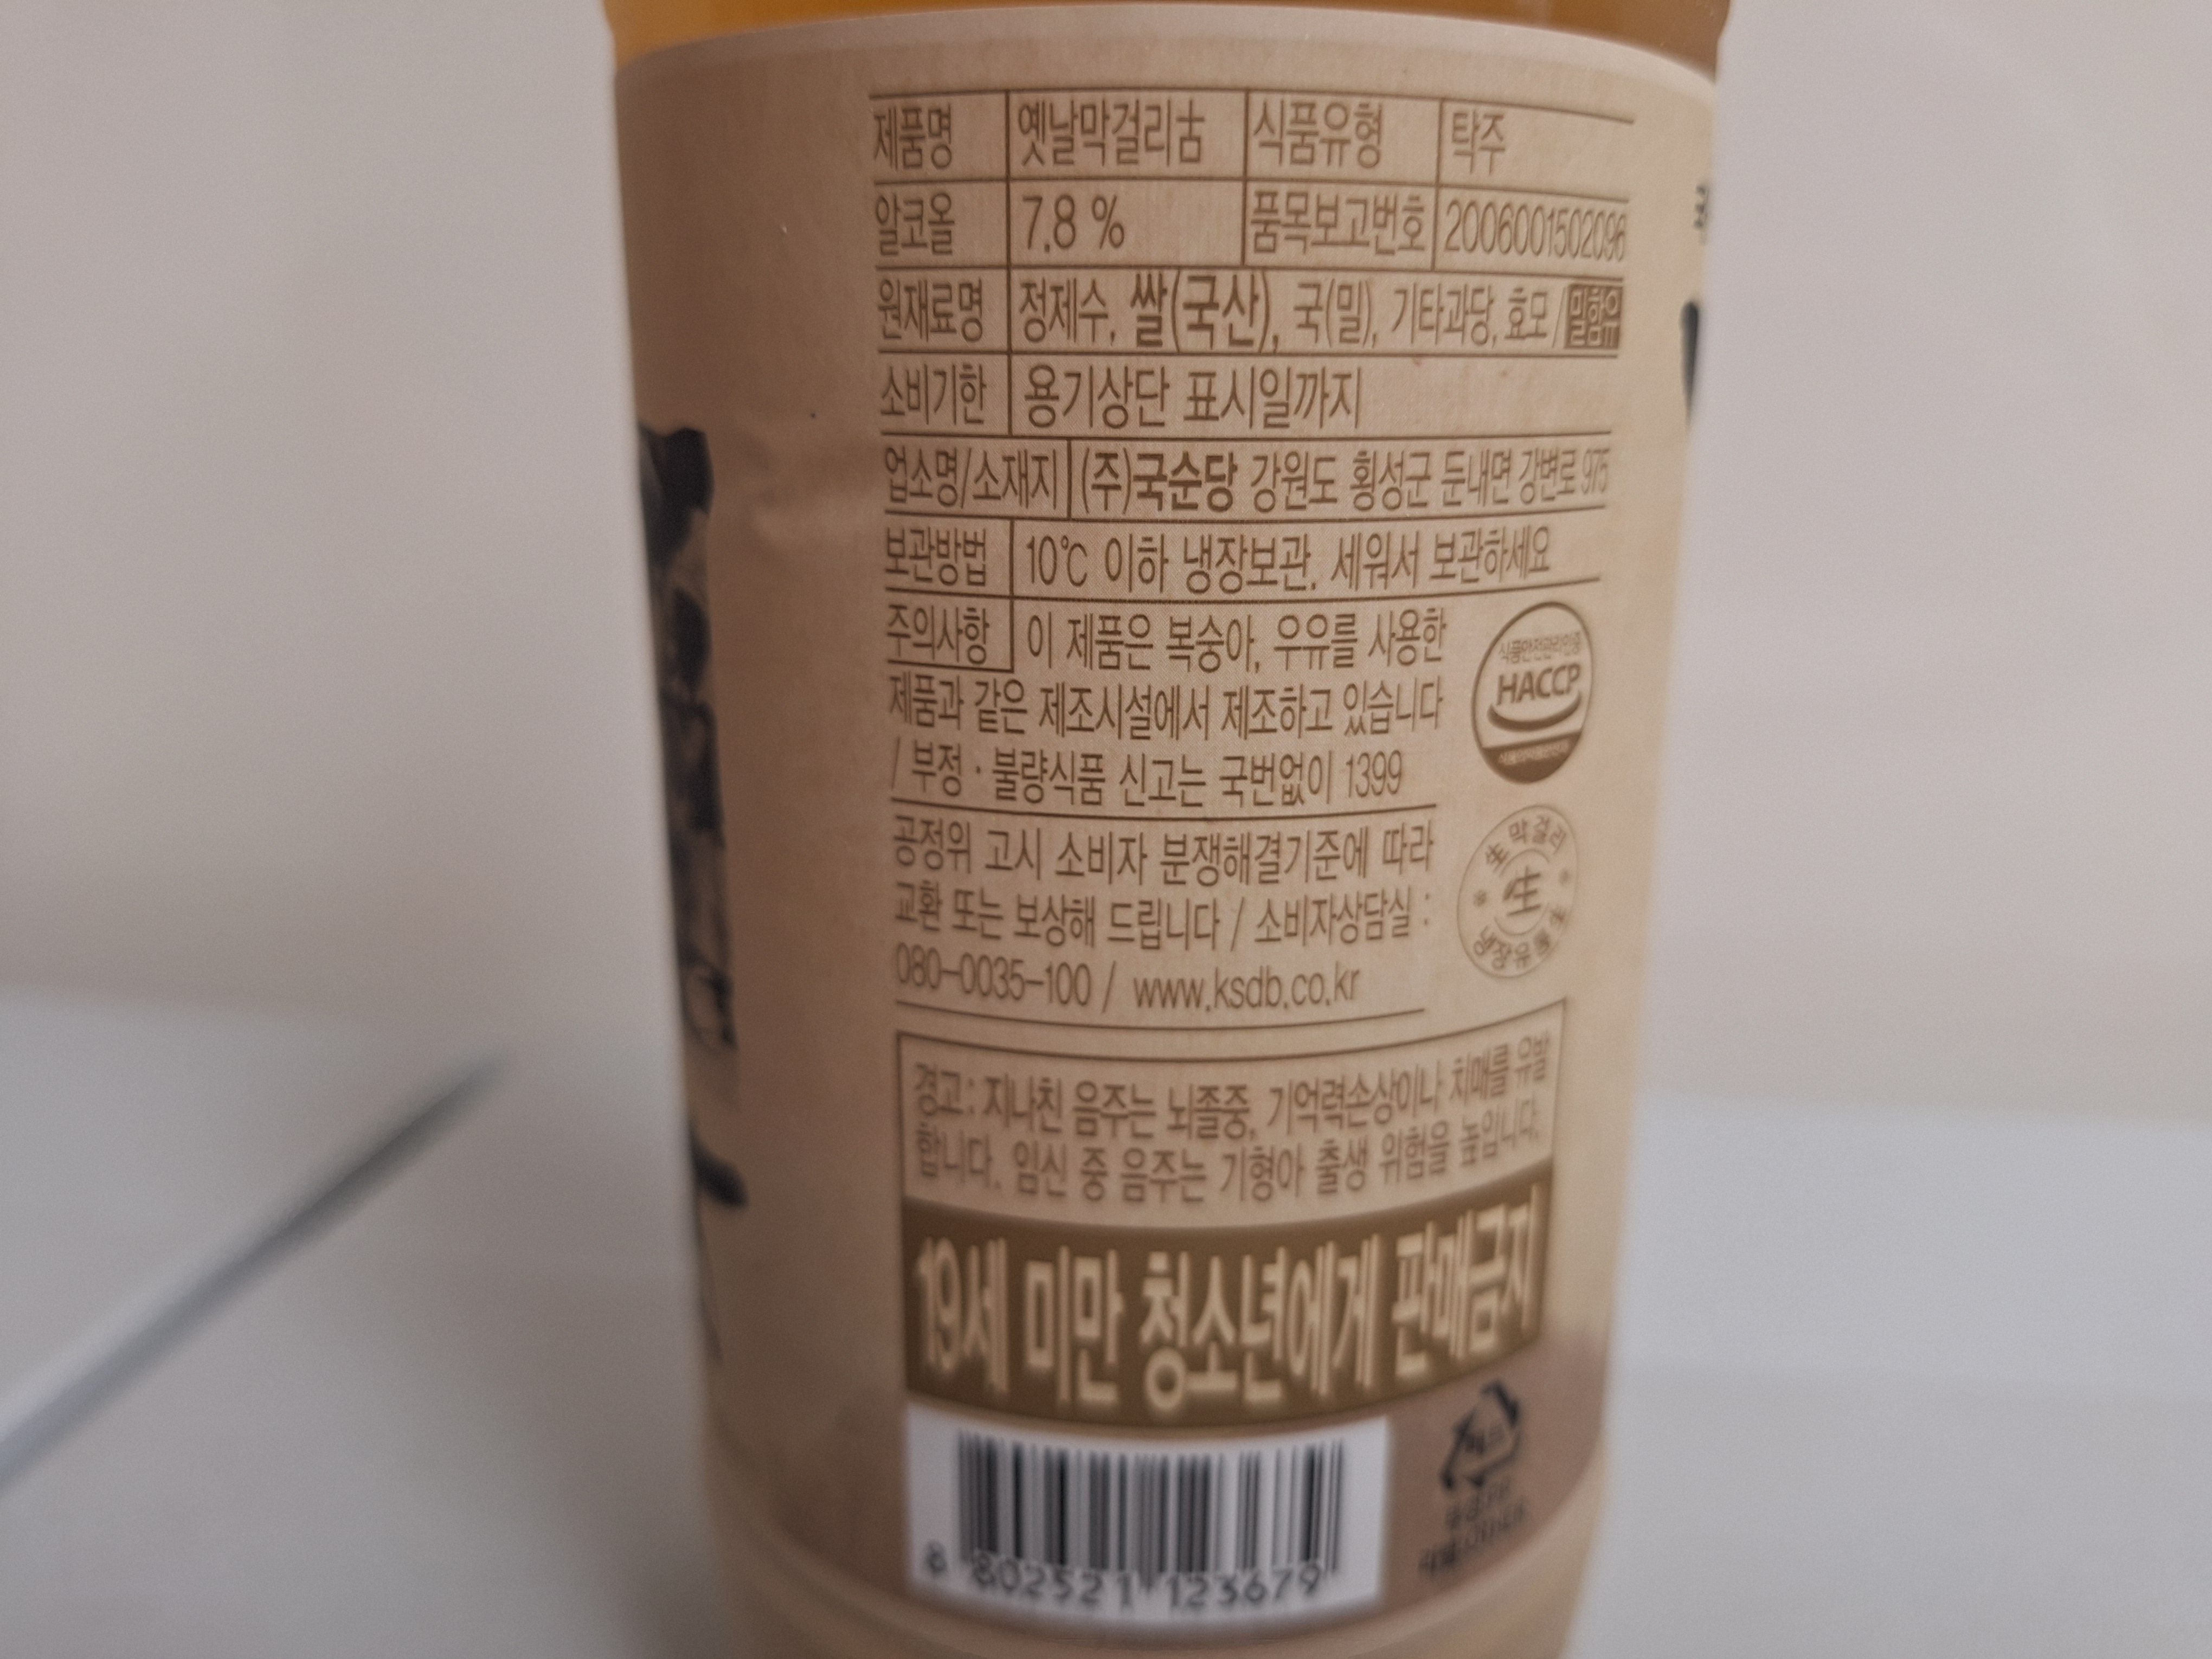 제품명 옛날막걸리古 식품유형 탁주
알코올 7.8 % 품목보고번호 2006001502096
원재료명 정제수, 쌀(국산), 국(밀), 기타과당, 효모 / 밀함유
소비기한 용기상단 표시일까지
업소명/소재지 (주)국순당 강원도 횡성군 둔내면 강변로 975
보관방법 10℃ 이하 냉장보관. 세워서 보관하세요
주의사항 이 제품은 복숭아, 우유를 사용한
제품과 같은 제조시설에서 제조하고 있습니다
/ 부정 · 불량식품 신고는 국번없이 1399
식품안전관리인증
HACCP
공정위 고시 소비자 분쟁해결기준에 따라
교환 또는 보상해 드립니다 / 소비자상담실 :
080-0035-100 / www.ksdb.co.kr
生막걸리
生
경고: 지나친 음주는 뇌졸중, 기억력손상이나 치매를 유발
합니다. 임신 중 음주는 기형아 출생 위험을 높입니다.
19세 미만 청소년에게 판매금지
8 802521 123679